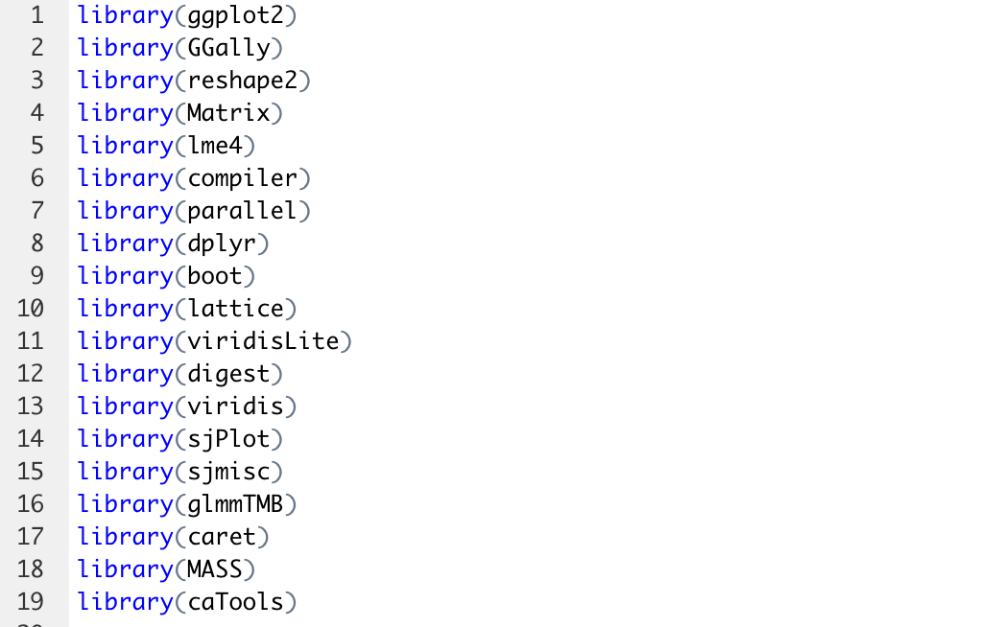 1 library(ggplot2)
2 library(GGally)
3 library(reshape2)
4 library(Matrix)
5 library(lme4)
6 library(compiler)
7 library(parallel)
8 library(dplyr)
9 library(boot)
10 library(lattice)
11 library(viridisLite)
12 library(digest)
13 library(viridis)
14 library(sjPlot)
15 library(sjmisc)
16 library(glmmTMB)
17 library(caret)
18 library(MASS)
19 library(caTools)